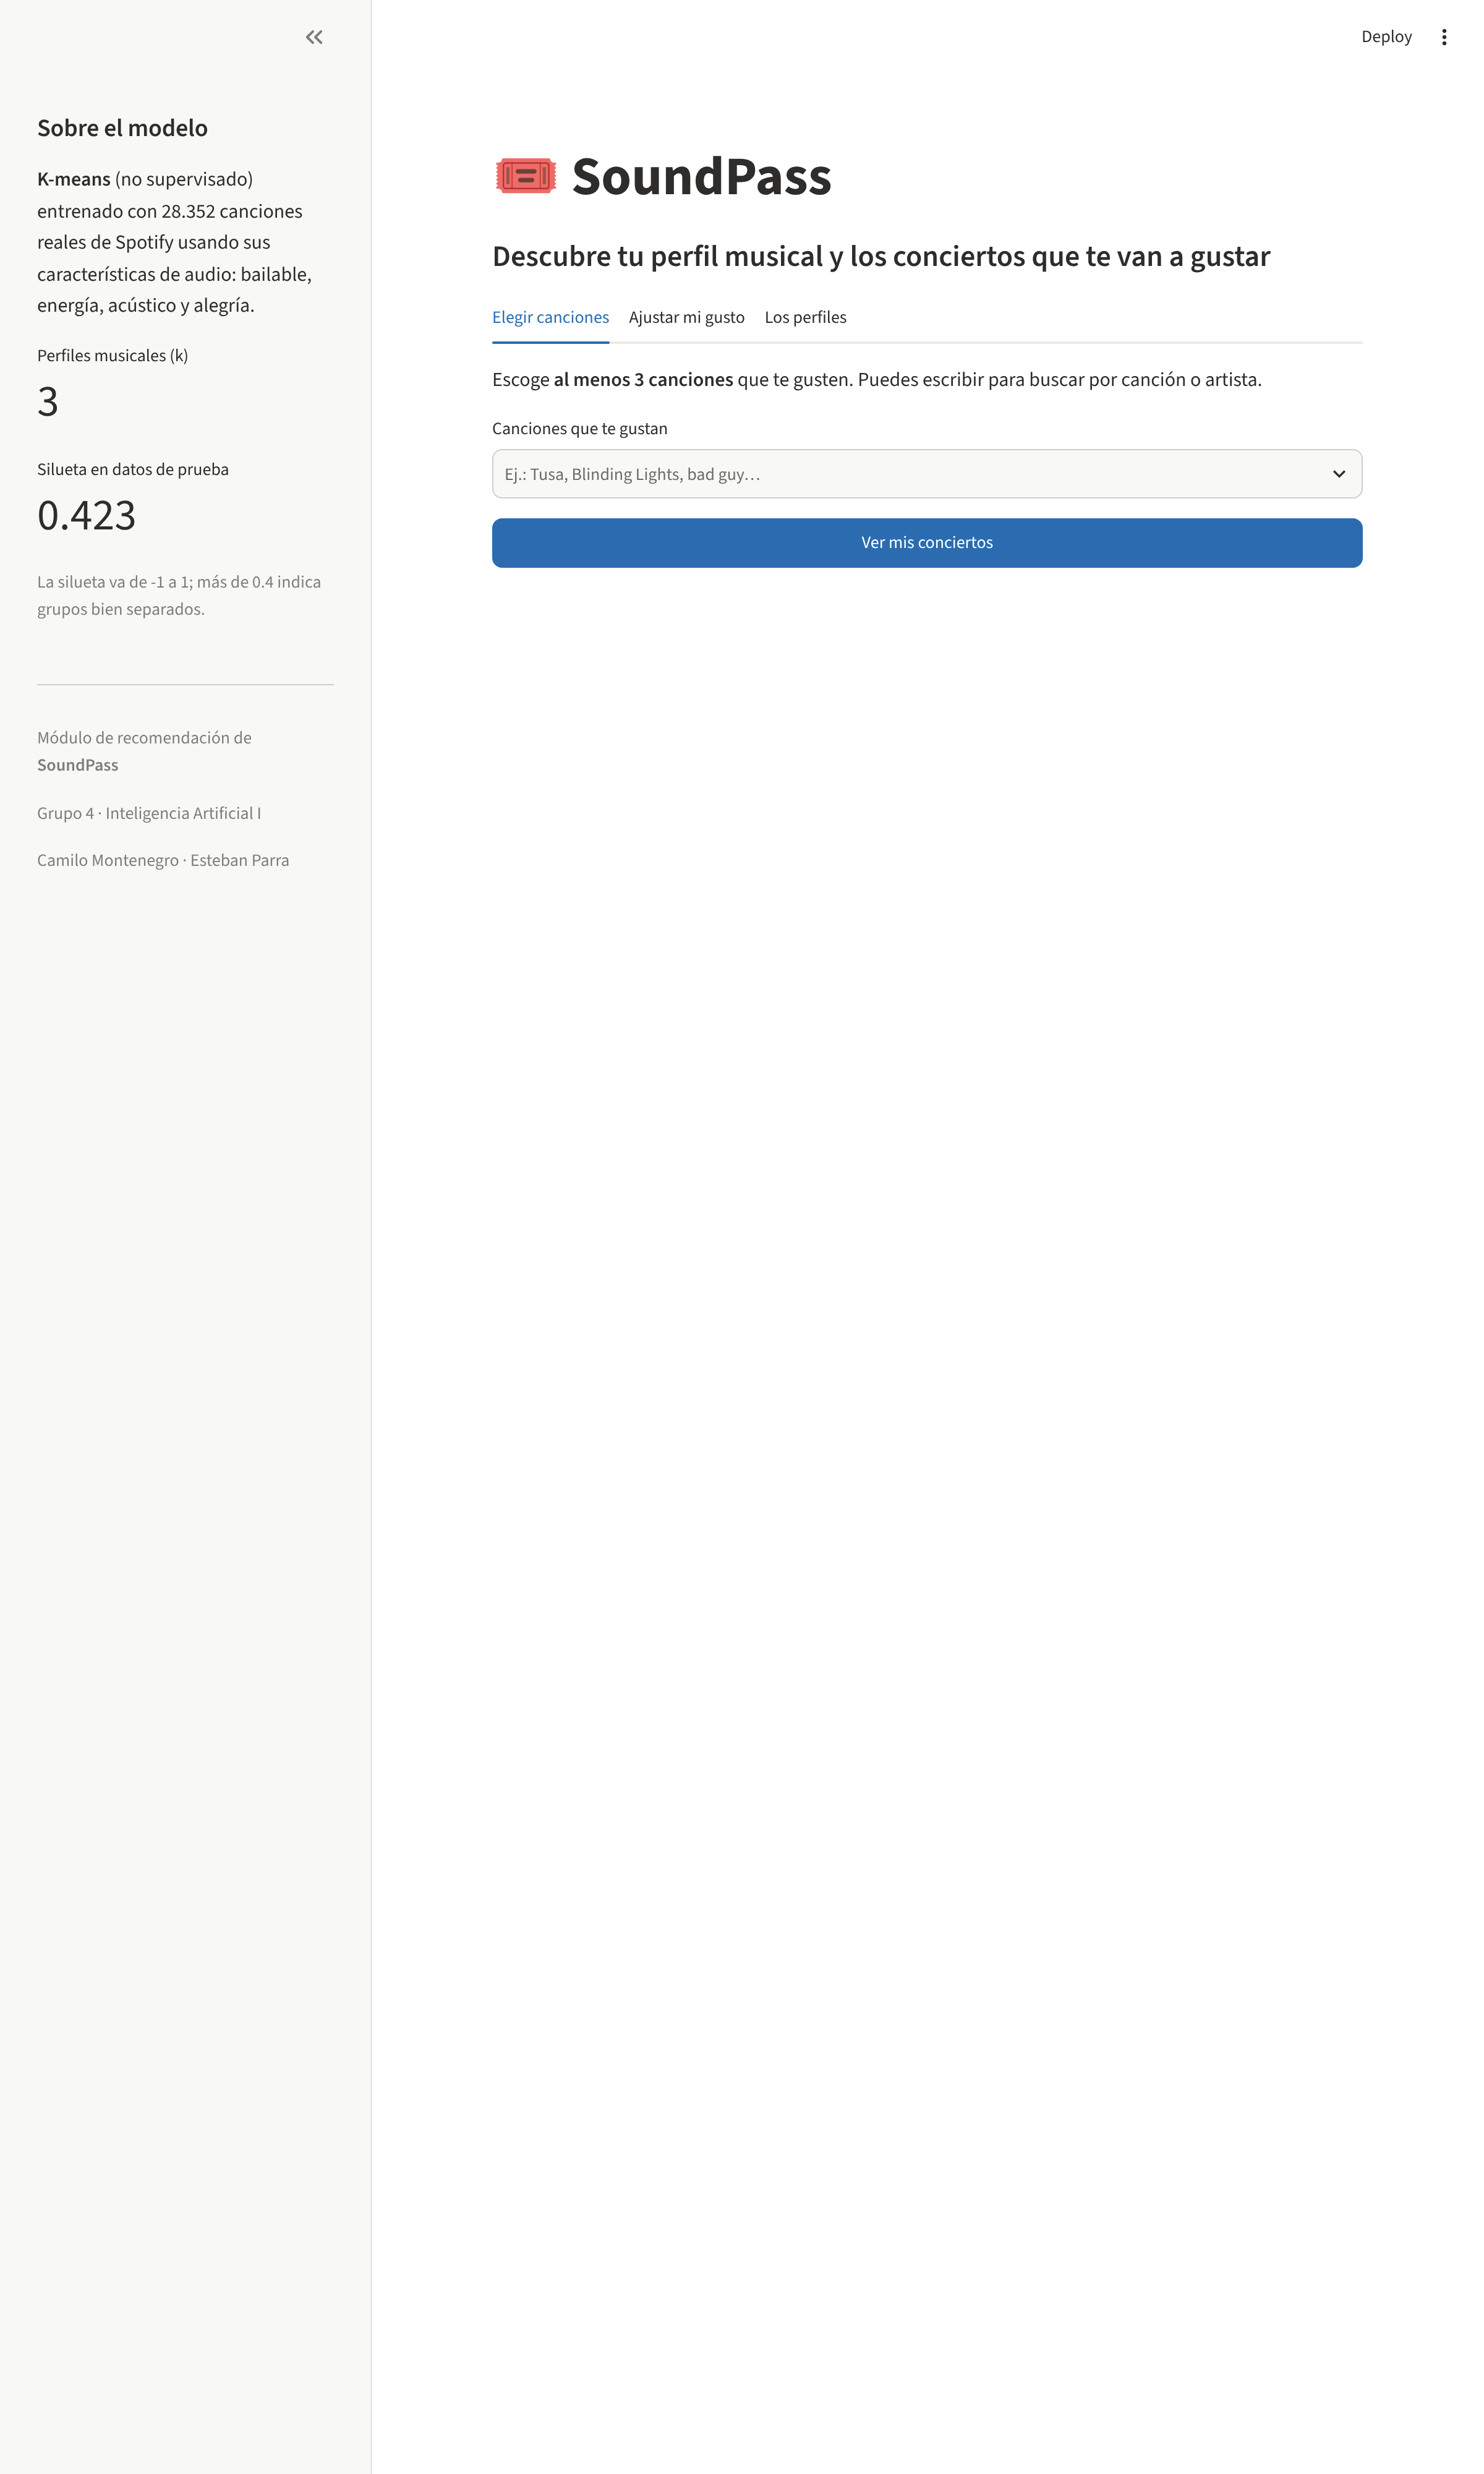 Deploy
Sobre el modelo
K-means (no supervisado)
entrenado con 28.352 canciones
reales de Spotify usando sus
características de audio: bailable,
energía, acústico y alegría.
Perfiles musicales (k)
3
Silueta en datos de prueba
0.423
La silueta va de -1 a 1; más de 0.4 indica
grupos bien separados.
Módulo de recomendación de
SoundPass
Grupo 4 · Inteligencia Artificial I
Camilo Montenegro · Esteban Parra
SoundPass
Descubre tu perfil musical y los conciertos que te van a gustar
Elegir canciones Ajustar mi gusto Los perfiles
Escoge al menos 3 canciones que te gusten. Puedes escribir para buscar por canción o artista.
Canciones que te gustan
Ej.: Tusa, Blinding Lights, bad guy…
Ver mis conciertos